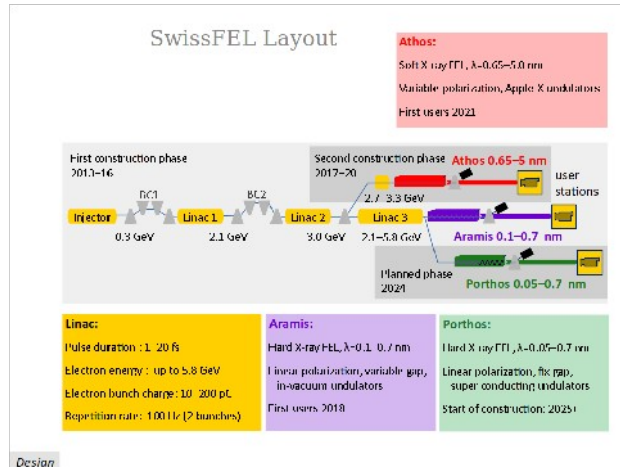 SwissFEL Layout
Athos:
Soft X-ray FEL, λ=0.65–5.0 nm
Variable polarization, Apple-X undulators
First users 2021
First construction phase
2013–16
Second construction phase
2017–20
Athos 0.65–5 nm
user
stations
BC1
BC2
2.7–3.3 GeV
Injector
Linac 1
Linac 2
Linac 3
0.3 GeV
2.1 GeV
3.0 GeV
2.1–5.8 GeV
Aramis 0.1–0.7 nm
Planned phase
2024
Porthos 0.05–0.7 nm
Linac:
Pulse duration : 1–20 fs
Electron energy : up to 5.8 GeV
Electron bunch charge: 10–200 pC
Repetition rate: 100 Hz (2 bunches)
Aramis:
Hard X-ray FEL, λ=0.1–0.7 nm
Linear polarization, variable gap,
in-vacuum undulators
First users 2018
Porthos:
Hard X-ray FEL, λ=0.05–0.7 nm
Linear polarization, fix gap,
super conducting undulators
Start of construction: 2025+
Design